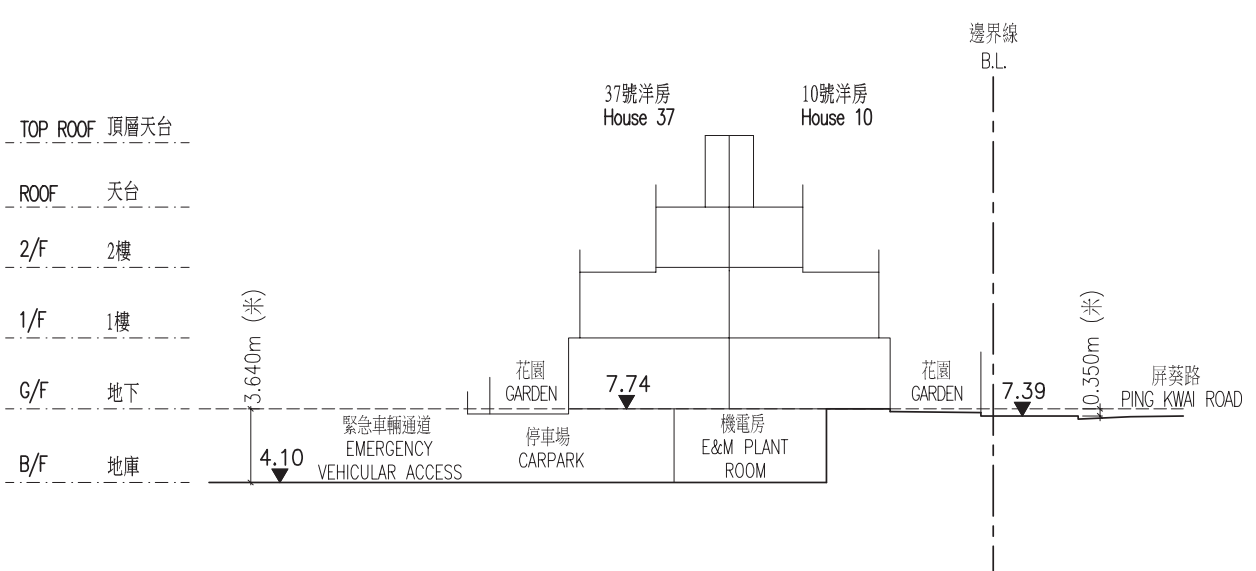 邊界線
B.L.
37號洋房
House 37
10號洋房
House 10
TOP ROOF 頂層天台
ROOF 天台
2/F 2樓
1/F 1樓
G/F 地下
B/F 地庫
3.640m (米)
花園
GARDEN
7.74
花園
GARDEN
7.39
0.350m (米)
屏葵路
PING KWAI ROAD
4.10
緊急車輛通道
EMERGENCY
VEHICULAR ACCESS
停車場
CARPARK
機電房
E&M PLANT
ROOM